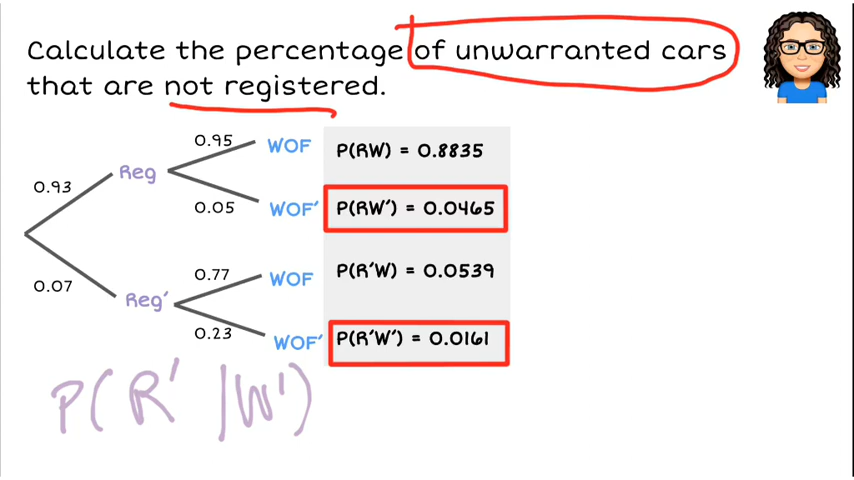 Calculate the percentage of unwarranted cars
that are not registered.
0.95 WOF P(RW) = 0.8835
0.93 Reg
0.05 WOF' P(RW') = 0.0465
0.77 WOF P(R'W) = 0.0539
0.07 Reg'
0.23 WOF' P(R'W') = 0.0161
P( R' / W' )